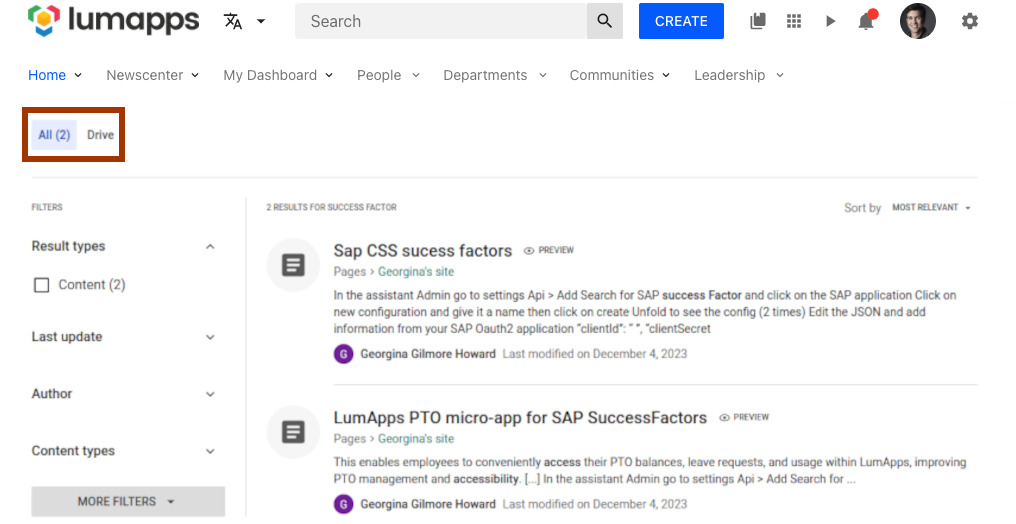 lumapps
Search
CREATE
Home
Newscenter
My Dashboard
People
Departments
Communities
Leadership
All (2)
Drive
FILTERS
2 RESULTS FOR SUCCESS FACTOR
Sort by MOST RELEVANT
Result types
Content (2)
Last update
Author
Content types
MORE FILTERS
Sap CSS sucess factors
PREVIEW
Pages > Georgina's site
In the assistant Admin go to settings Api > Add Search for SAP success Factor and click on the SAP application Click on
new configuration and give it a name then click on create Unfold to see the config (2 times) Edit the JSON and add
information from your SAP Oauth2 application "clientId": " ", "clientSecret
G
Georgina Gilmore Howard Last modified on December 4, 2023
LumApps PTO micro-app for SAP SuccessFactors
PREVIEW
Pages > Georgina's site
This enables employees to conveniently access their PTO balances, leave requests, and usage within LumApps, improving
PTO management and accessibility. [...] In the assistant Admin go to settings Api > Add Search for ...
G
Georgina Gilmore Howard Last modified on December 4, 2023